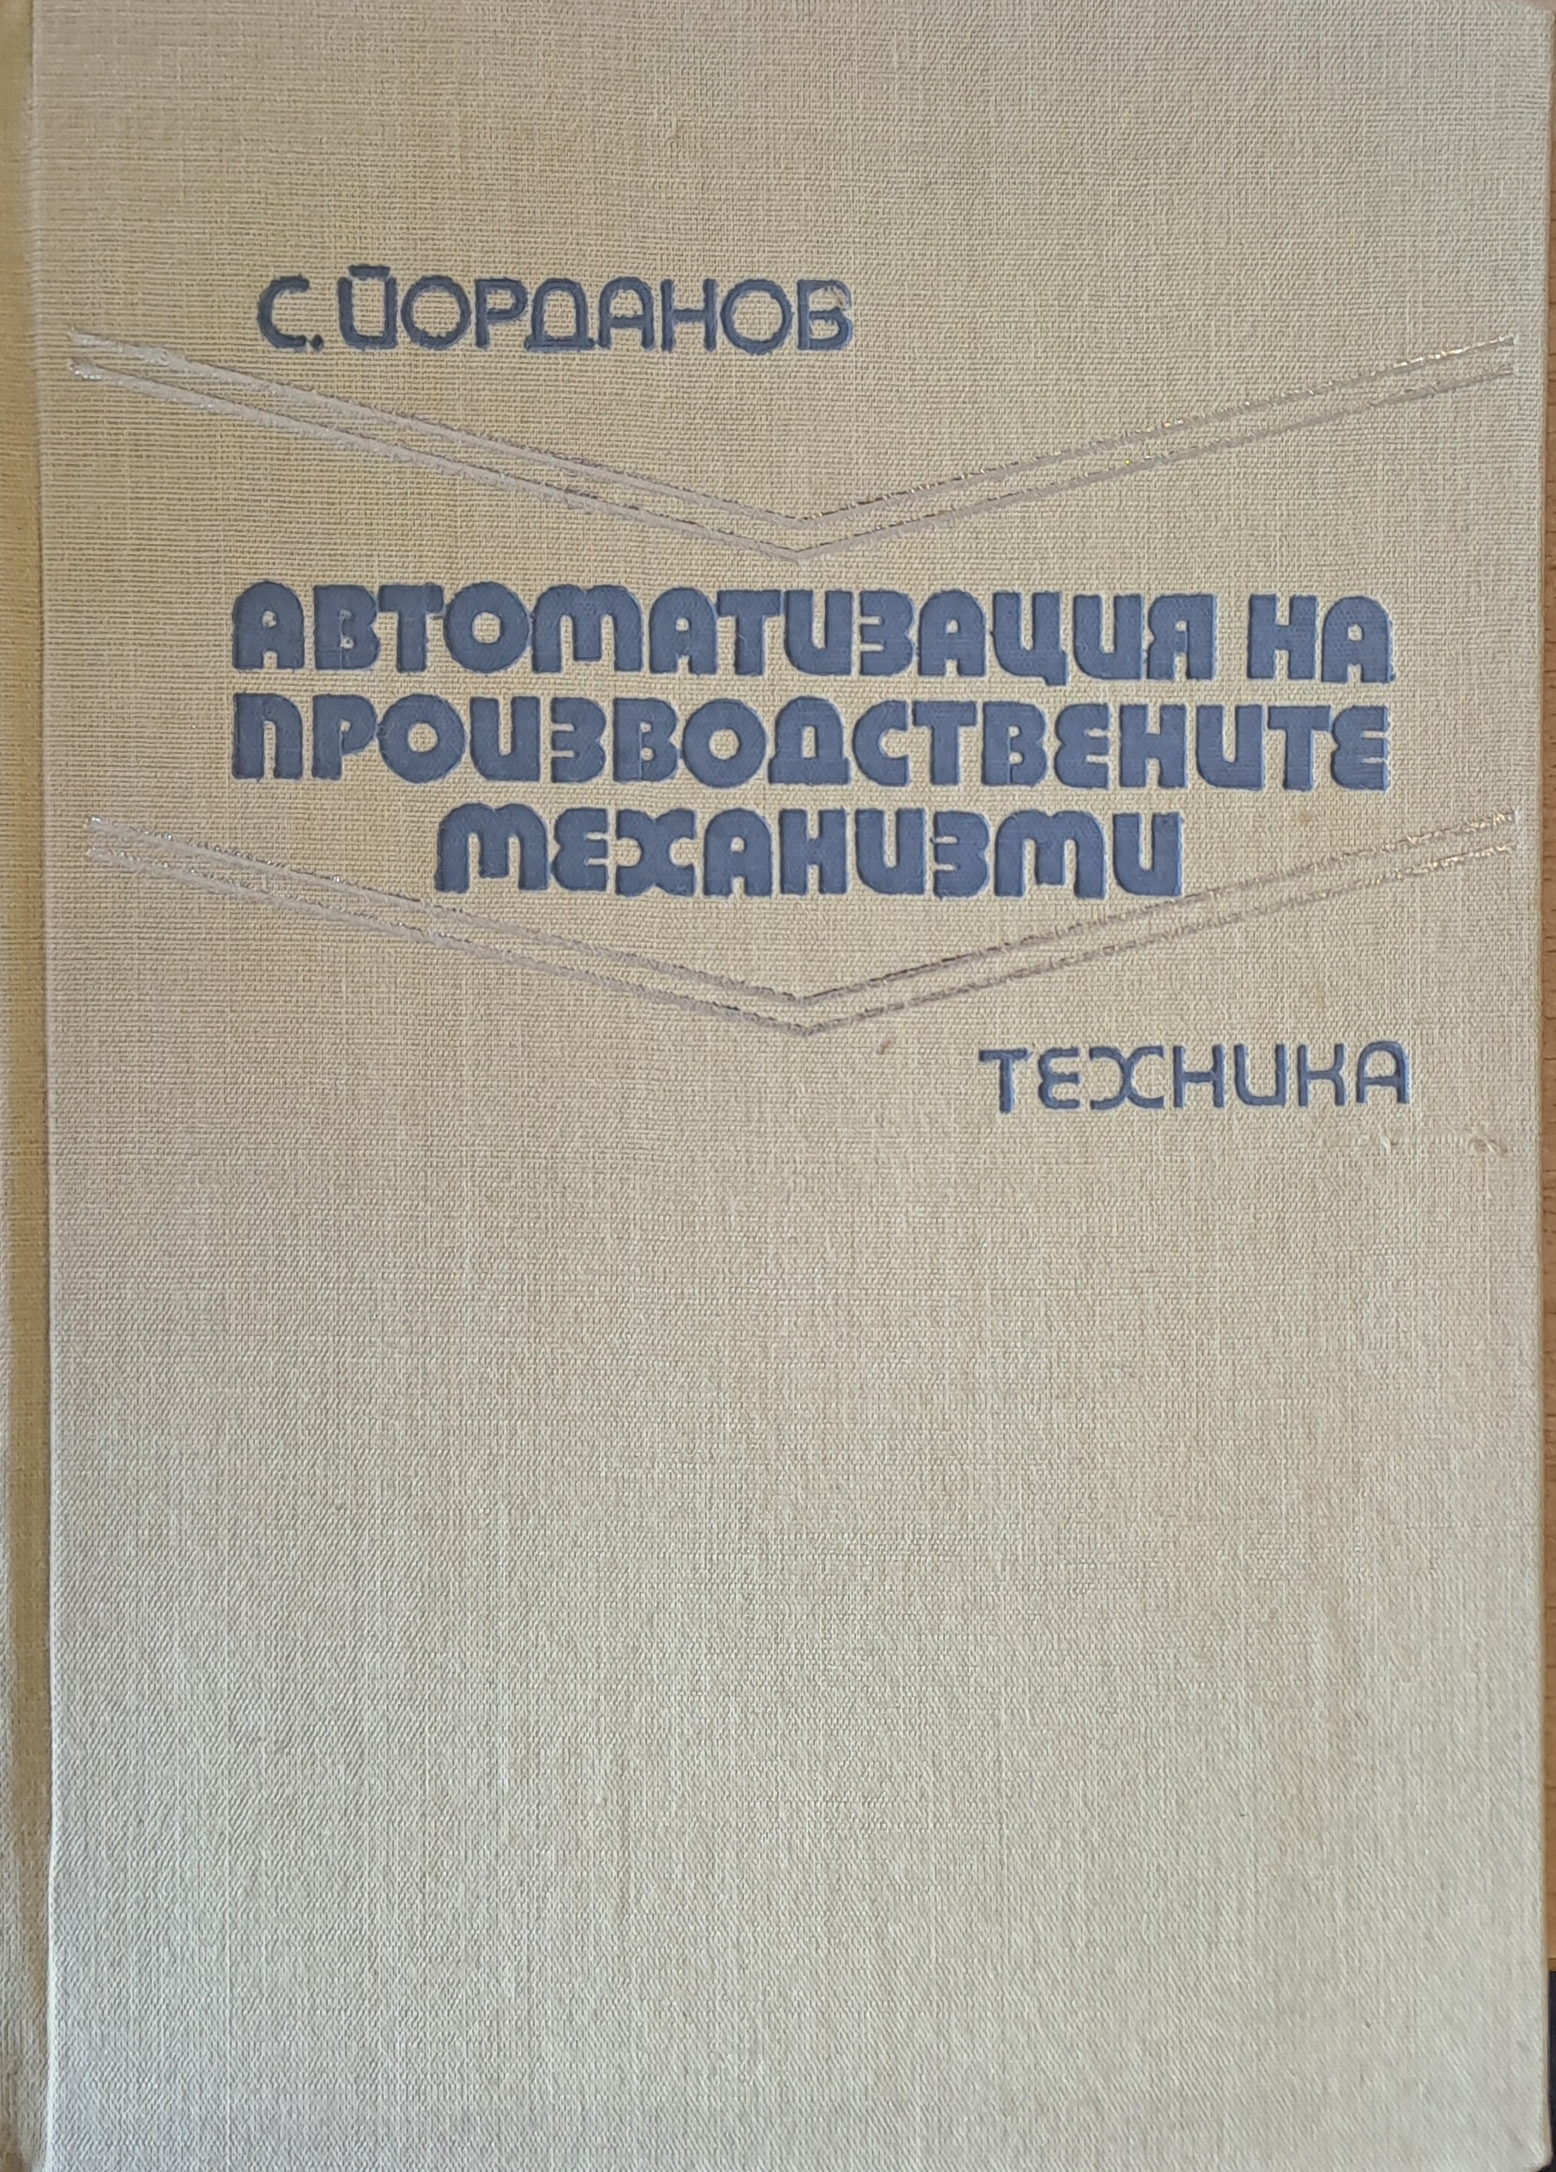 С. ЙОРДАНОВ
АВТОМАТИЗАЦИЯ НА
ПРОИЗВОДСТВЕНИТЕ
МЕХАНИЗМИ
ТЕХНИКА